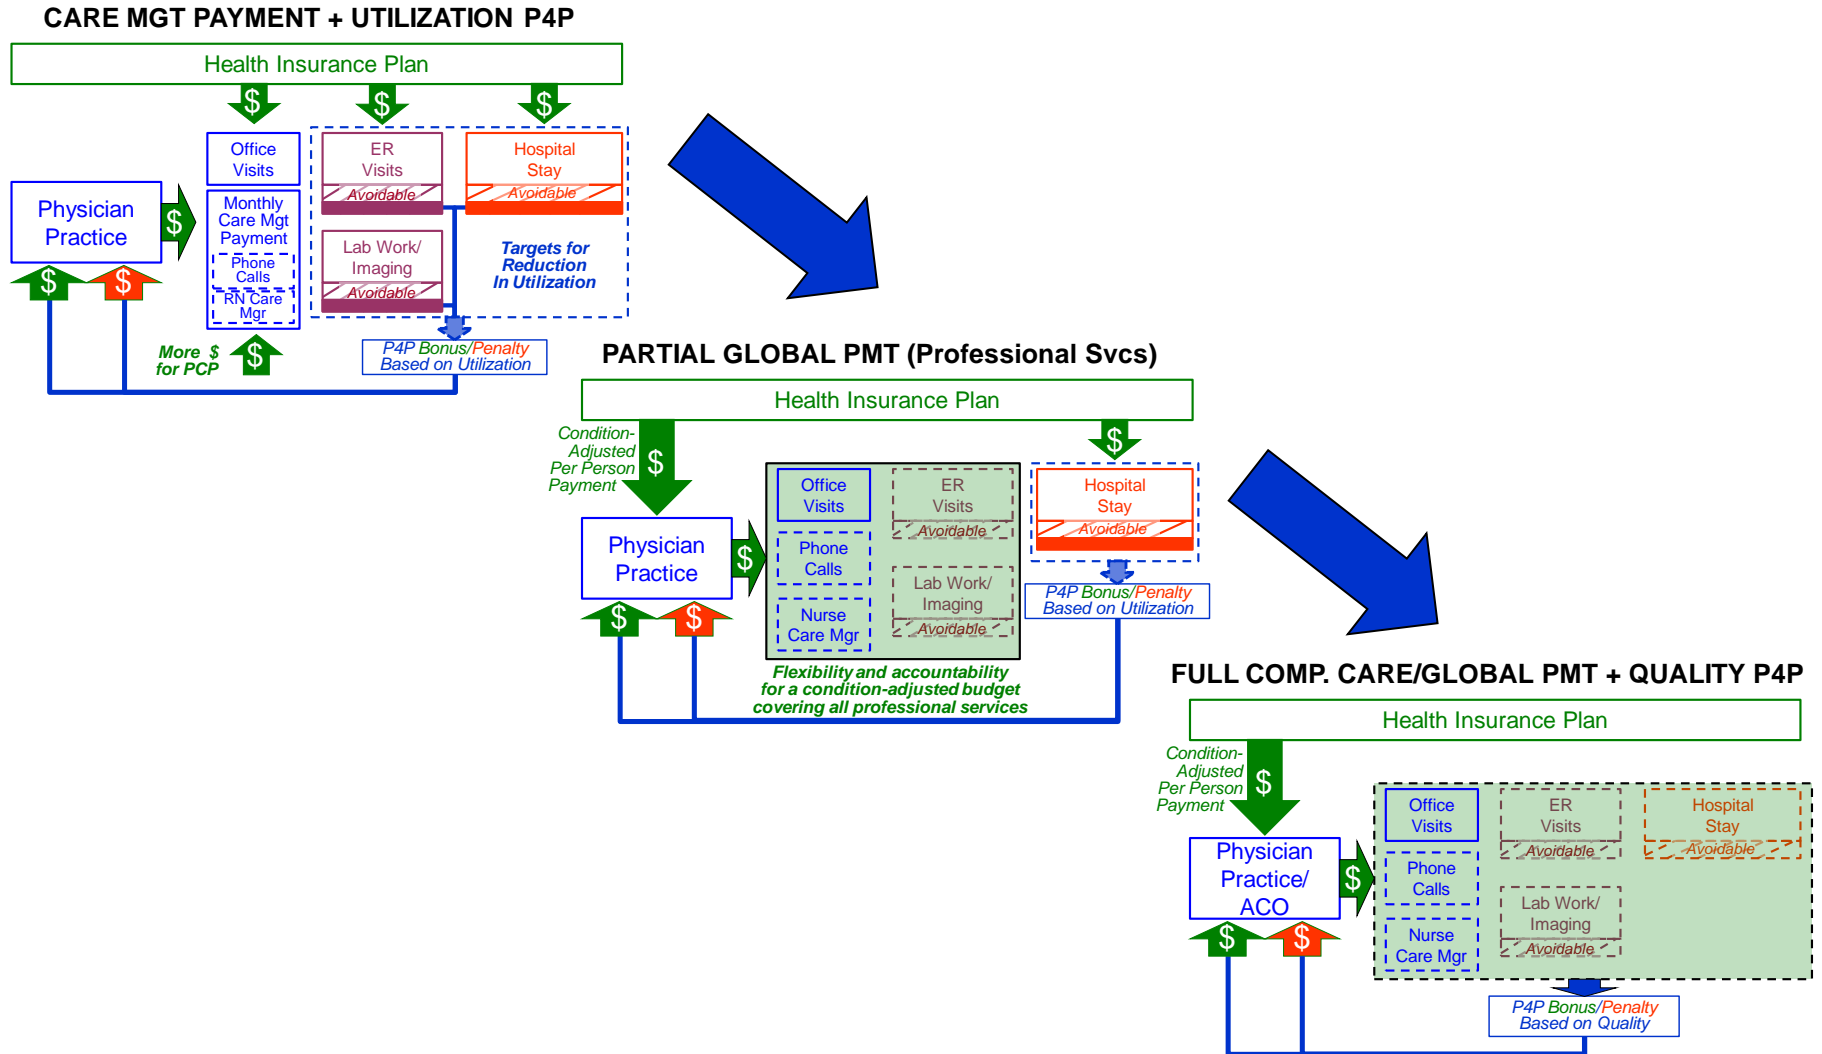 CARE MGT PAYMENT + UTILIZATION P4P
Health Insurance Plan
$
$
$
Office
Visits
ER
Visits
Avoidable
Hospital
Stay
Avoidable
Physician
Practice
$
Monthly
Care Mgt
Payment
Phone
Calls
RN Care
Mgr
Lab Work/
Imaging
Avoidable
Targets for
Reduction
In Utilization
$
$
More $
for PCP
$
P4P Bonus/Penalty
Based on Utilization
PARTIAL GLOBAL PMT (Professional Svcs)
Health Insurance Plan
Condition-
Adjusted
Per Person
Payment
$
$
Physician
Practice
$
Office
Visits
Phone
Calls
Nurse
Care Mgr
ER
Visits
Avoidable
Lab Work/
Imaging
Avoidable
Hospital
Stay
Avoidable
P4P Bonus/Penalty
Based on Utilization
$
$
Flexibility and accountability
for a condition-adjusted budget
covering all professional services
FULL COMP. CARE/GLOBAL PMT + QUALITY P4P
Health Insurance Plan
Condition-
Adjusted
Per Person
Payment
$
Physician
Practice/
ACO
$
Office
Visits
Phone
Calls
Nurse
Care Mgr
ER
Visits
Avoidable
Lab Work/
Imaging
Avoidable
Hospital
Stay
Avoidable
$
$
P4P Bonus/Penalty
Based on Quality